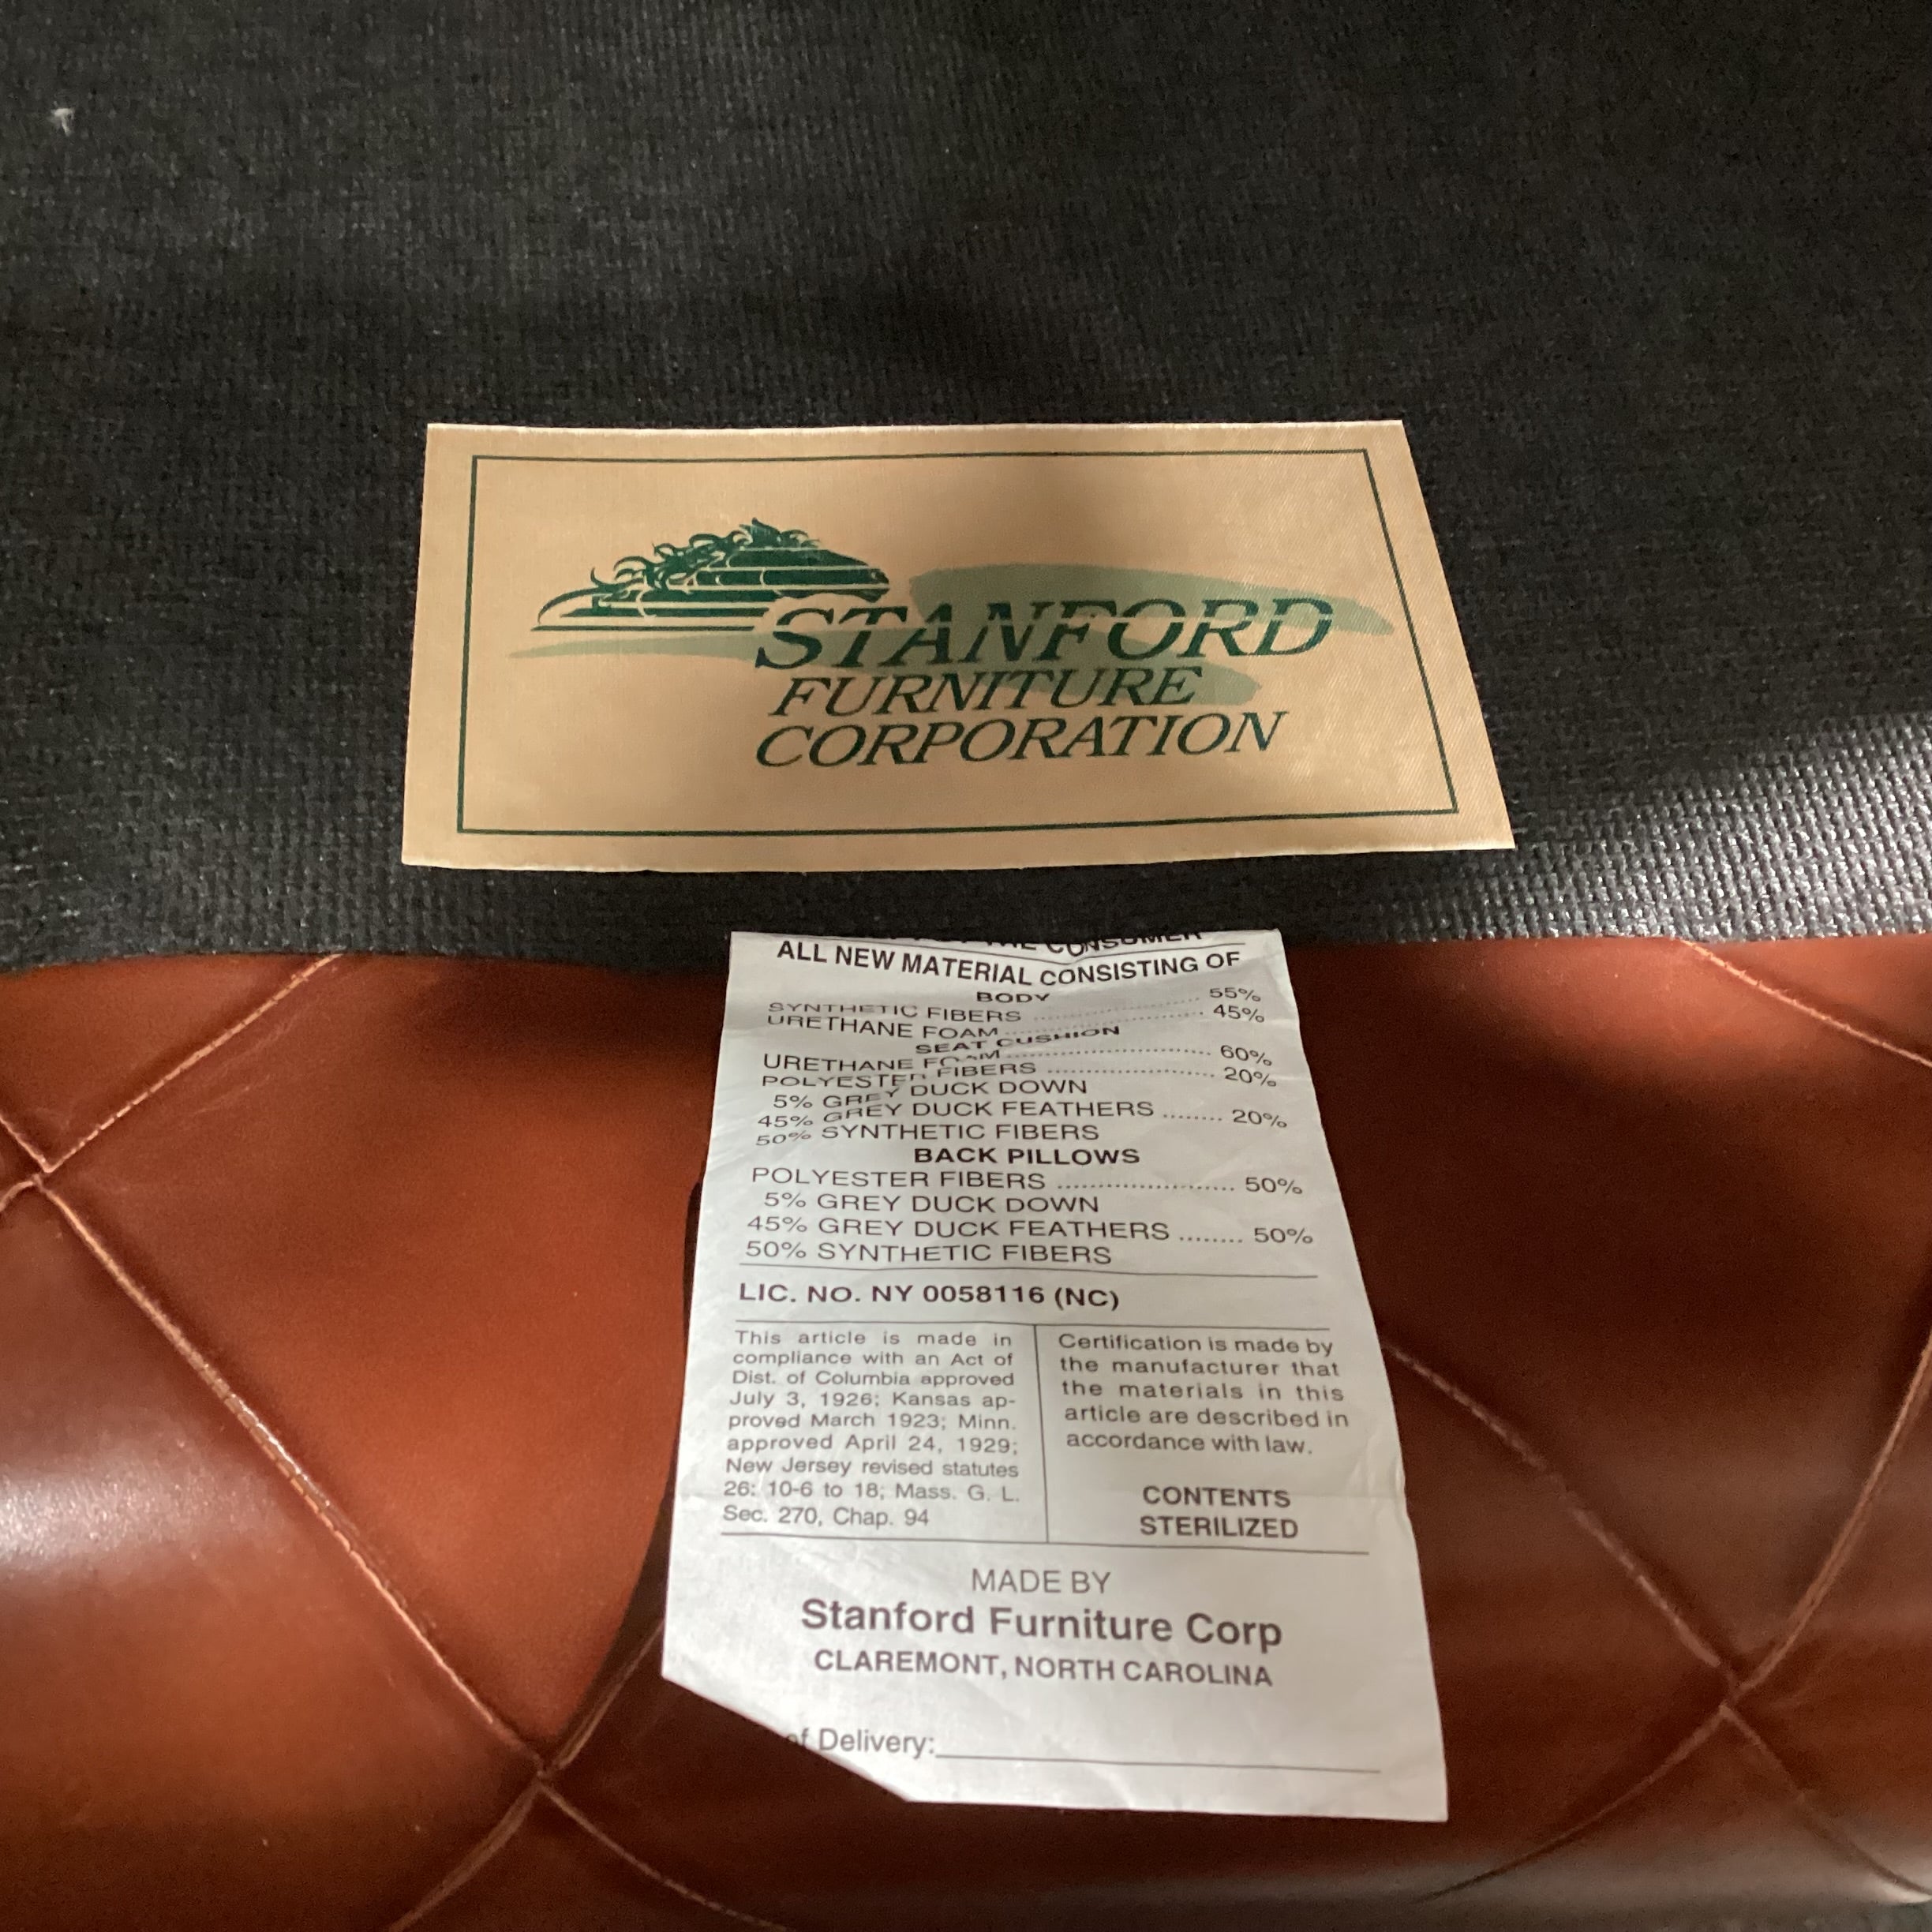 STANFORD
FURNITURE
CORPORATION
THE CONSUMER
ALL NEW MATERIAL CONSISTING OF
BODY
SYNTHETIC FIBERS .................... 55%
URETHANE FOAM .................... 45%
SEAT CUSHION
URETHANE FOAM .................... 60%
POLYESTER FIBERS .................... 20%
5% GREY DUCK DOWN
45% GREY DUCK FEATHERS ........ 20%
50% SYNTHETIC FIBERS
BACK PILLOWS
POLYESTER FIBERS ........................ 50%
5% GREY DUCK DOWN
45% GREY DUCK FEATHERS ........ 50%
50% SYNTHETIC FIBERS
LIC. NO. NY 0058116 (NC)
This article is made in
compliance with an Act of
Dist. of Columbia approved
July 3, 1926; Kansas ap-
proved March 1923; Minn.
approved April 24, 1929;
New Jersey revised statutes
26: 10-6 to 18; Mass. G. L.
Sec. 270, Chap. 94
Certification is made by
the manufacturer that
the materials in this
article are described in
accordance with law.
CONTENTS
STERILIZED
MADE BY
Stanford Furniture Corp
CLAREMONT, NORTH CAROLINA
of Delivery: